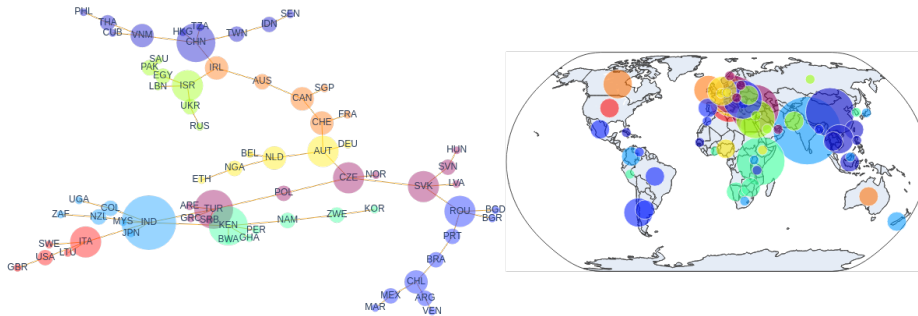 PHL
SEN
THA
TZA
IDN
CUB
VNM
HKG
TWN
CHN
SAU
PAK
EGY
IRL
LBN
ISR
AUS
SGP
CAN
UKR
FRA
RUS
CHE
BEL
NLD
AUT
DEU
HUN
NGA
SVN
ETH
CZE
NOR
POL
SVK
LVA
UGA
COL
ARE
TUR
KOR
ZAF
NZL
MYS
IND
GRC
SRB
KEN
NAM
ZWE
ROU
BGD
BGR
JPN
PER
BWA
GHA
SWE
ITA
LTU
PRT
USA
GBR
BRA
CHL
MEX
ARG
MAR
VEN